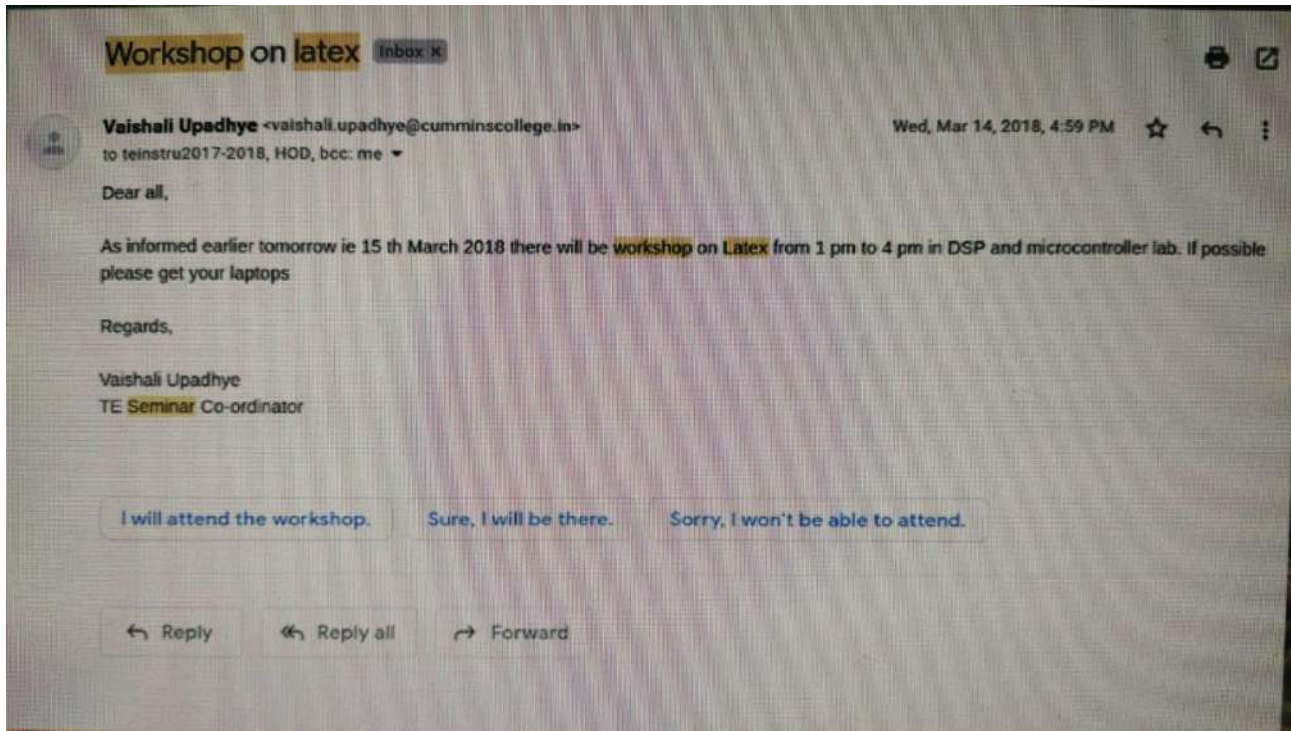 Workshop on latex Inbox x
Vaishali Upadhye <vaishali.upadhye@cumminscollege.in> Wed, Mar 14, 2018, 4:59 PM
to teinstru2017-2018, HOD, bcc: me
Dear all,
As informed earlier tomorrow ie 15 th March 2018 there will be workshop on Latex from 1 pm to 4 pm in DSP and microcontroller lab. If possible
please get your laptops
Regards,
Vaishali Upadhye
TE Seminar Co-ordinator
I will attend the workshop. Sure, I will be there. Sorry, I won't be able to attend.
Reply Reply all Forward